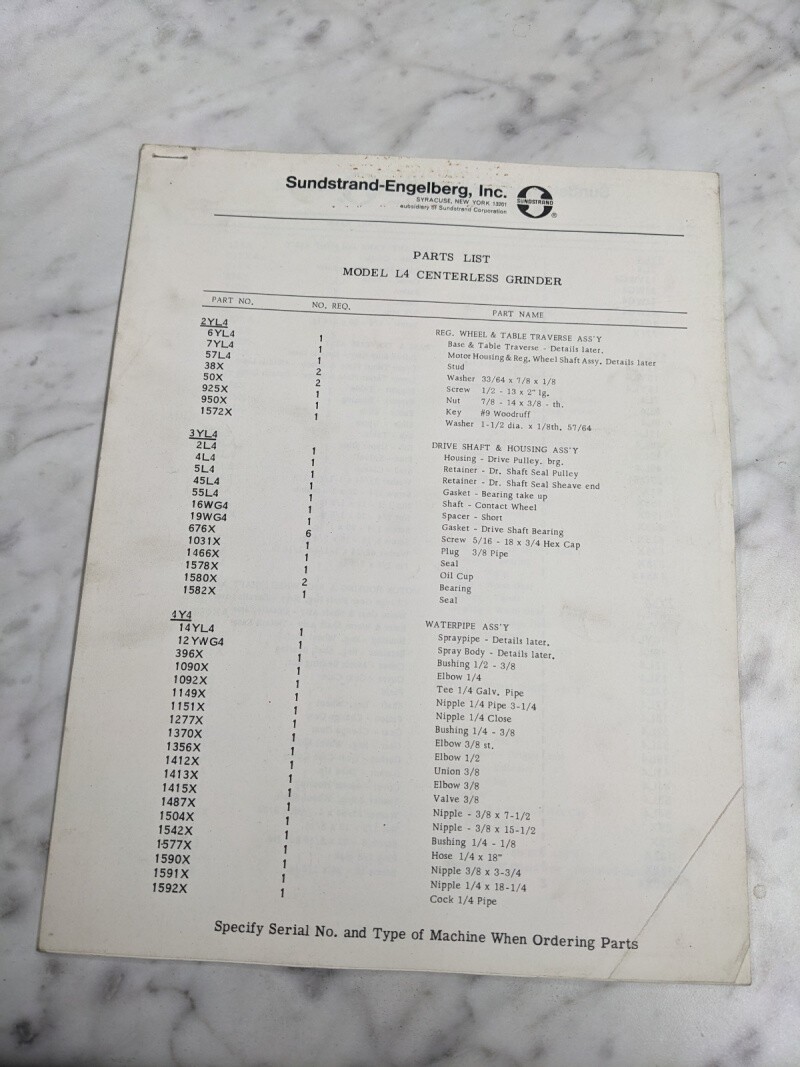 Sundstrand-Engelberg, Inc.
SYRACUSE, NEW YORK 13201
subsidiary of Sundstrand Corporation
SUNDSTRAND ®
PARTS LIST
MODEL L4 CENTERLESS GRINDER
PART NO. NO. REQ. PART NAME
2YL4 REG. WHEEL & TABLE TRAVERSE ASS'Y
6YL4 1 Base & Table Traverse - Details later.
7YL4 1 Motor Housing & Reg. Wheel Shaft Assy. Details later
57L4 1 Stud
38X 2 Washer 33/64 x 7/8 x 1/8
50X 2 Screw 1/2 - 13 x 2" lg.
925X 1 Nut 7/8 - 14 x 3/8 - th.
950X 1 Key #9 Woodruff
1572X 1 Washer 1-1/2 dia. x 1/8th. 57/64
3YL4 DRIVE SHAFT & HOUSING ASS'Y
2L4 1 Housing - Drive Pulley. brg.
4L4 1 Retainer - Dr. Shaft Seal Pulley
5L4 1 Retainer - Dr. Shaft Seal Sheave end
45L4 1 Gasket - Bearing take up
55L4 1 Shaft - Contact Wheel
16WG4 1 Spacer - Short
19WG4 1 Gasket - Drive Shaft Bearing
676X 6 Screw 5/16 - 18 x 3/4 Hex Cap
1031X 1 Plug 3/8 Pipe
1466X 1 Seal
1578X 1 Oil Cup
1580X 2 Bearing
1582X 1 Seal
4Y4 WATERPIPE ASS'Y
14YL4 1 Spraypipe - Details later.
12YWG4 1 Spray Body - Details later.
396X 1 Bushing 1/2 - 3/8
1090X 1 Elbow 1/4
1092X 1 Tee 1/4 Galv. Pipe
1149X 1 Nipple 1/4 Pipe 3-1/4
1151X 1 Nipple 1/4 Close
1277X 1 Bushing 1/4 - 3/8
1370X 1 Elbow 3/8 st.
1356X 1 Elbow 1/2
1412X 1 Union 3/8
1413X 1 Elbow 3/8
1415X 1 Valve 3/8
1487X 1 Nipple - 3/8 x 7-1/2
1504X 1 Nipple - 3/8 x 15-1/2
1542X 1 Bushing 1/4 - 1/8
1577X 1 Hose 1/4 x 18"
1590X 1 Nipple 3/8 x 3-3/4
1591X 1 Nipple 1/4 x 18-1/4
1592X 1 Cock 1/4 Pipe
Specify Serial No. and Type of Machine When Ordering Parts